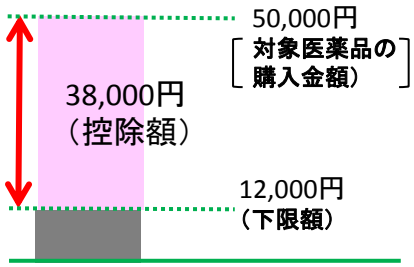 50,000円
[対象医薬品の
購入金額）]
38,000円
（控除額）
12,000円
（下限額）